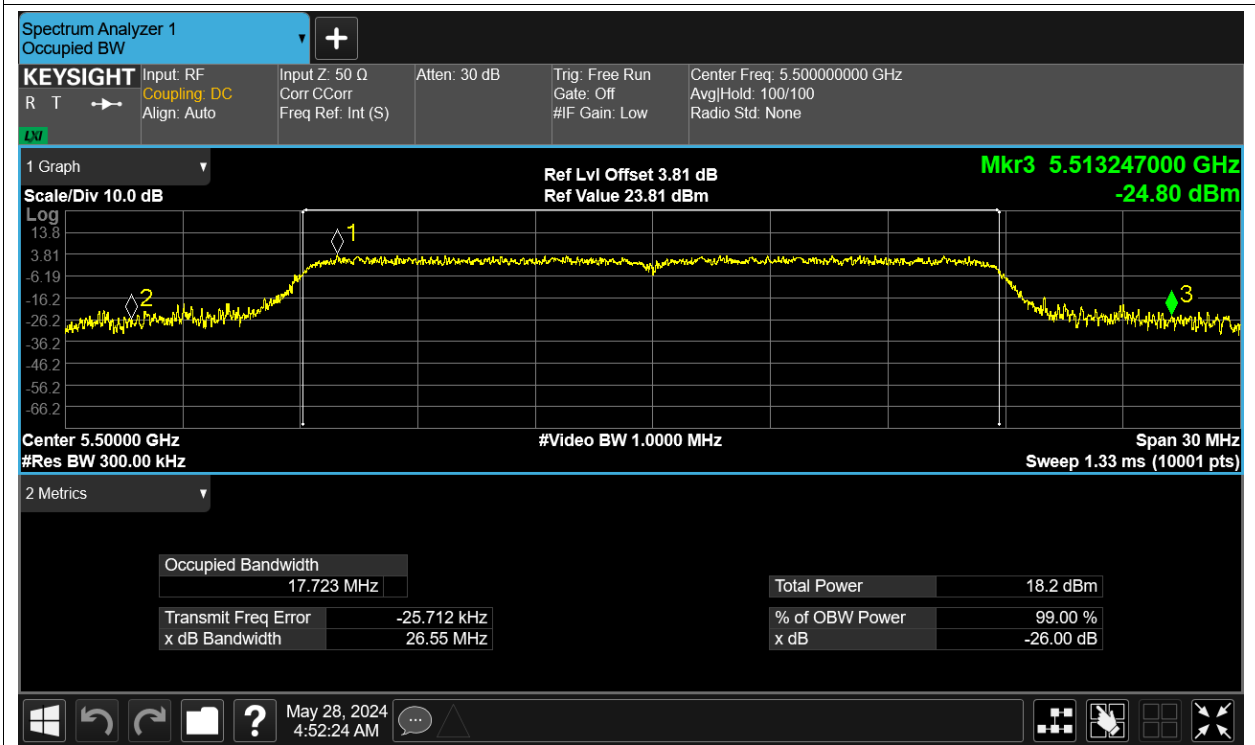 Spectrum Analyzer 1
Occupied BW
KEYSIGHT
R T
LXI
Input: RF
Coupling: DC
Align: Auto
Input Z: 50 Ω
Corr CCorr
Freq Ref: Int (S)
Atten: 30 dB
Trig: Free Run
Gate: Off
#IF Gain: Low
Center Freq: 5.500000000 GHz
Avg|Hold: 100/100
Radio Std: None
1 Graph
Scale/Div 10.0 dB
Ref Lvl Offset 3.81 dB
Ref Value 23.81 dBm
Mkr3 5.513247000 GHz
-24.80 dBm
Log
13.8
3.81
-6.19
-16.2
-26.2
-36.2
-46.2
-56.2
-66.2
1
2
3
Center 5.50000 GHz
#Video BW 1.0000 MHz
Span 30 MHz
#Res BW 300.00 kHz
Sweep 1.33 ms (10001 pts)
2 Metrics
Occupied Bandwidth
17.723 MHz
Transmit Freq Error -25.712 kHz
x dB Bandwidth 26.55 MHz
Total Power 18.2 dBm
% of OBW Power 99.00 %
x dB -26.00 dB
?
May 28, 2024
4:52:24 AM